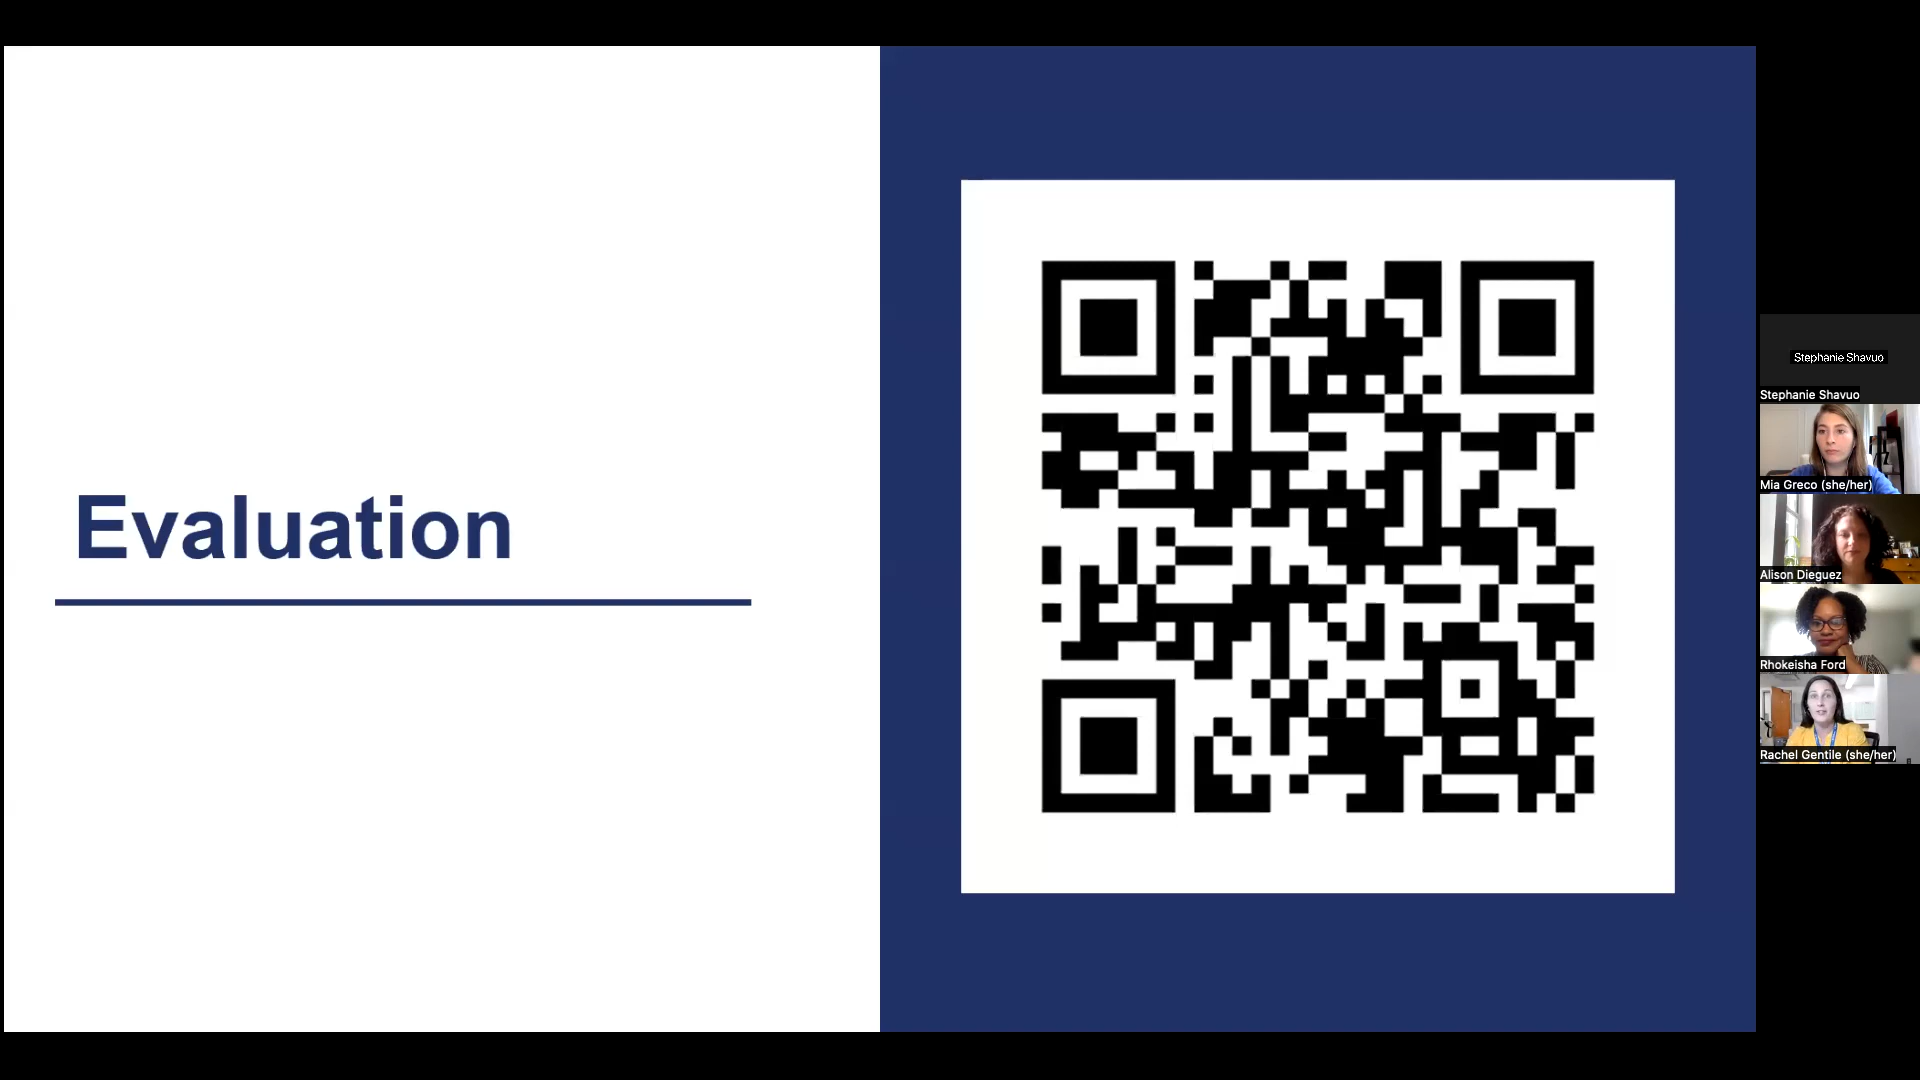 Evaluation
Stephanie Shavuo
Stephanie Shavuo
Mia Greco (she/her)
Alison Dieguez
Rhokeisha Ford
Rachel Gentile (she/her)